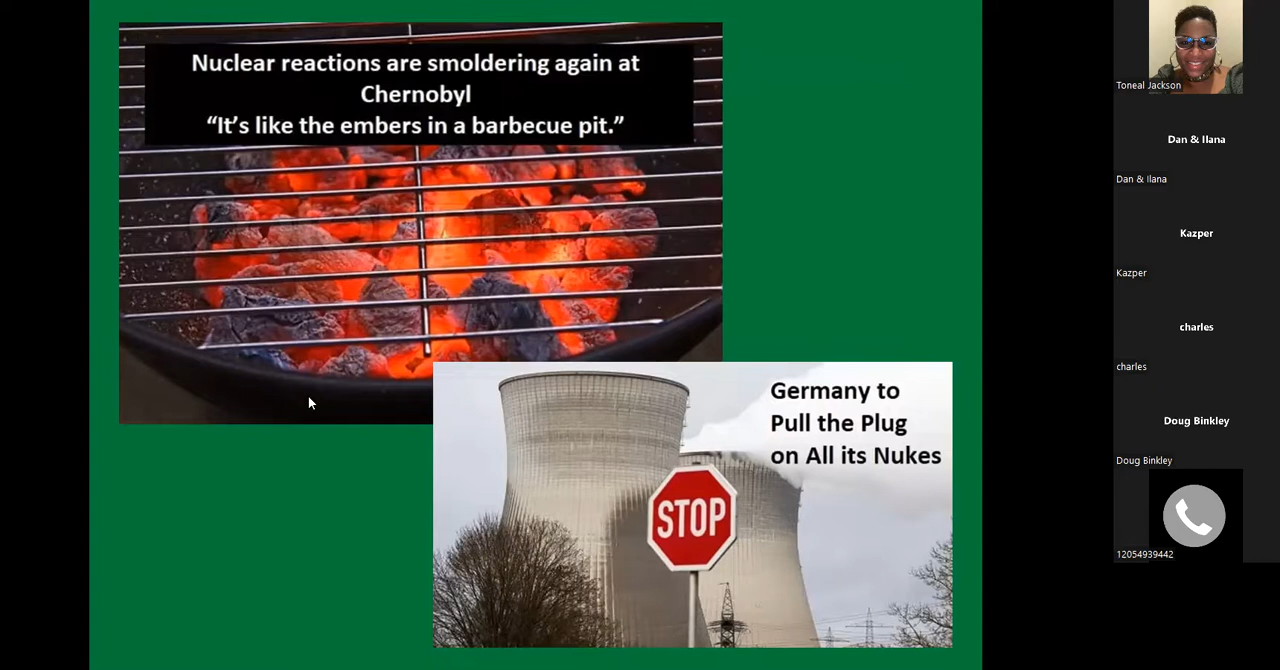 Nuclear reactions are smoldering again at
Chernobyl
“It’s like the embers in a barbecue pit.”
Germany to
Pull the Plug
on All its Nukes
STOP
Toneal Jackson
Dan & Ilana
Dan & Ilana
Kazper
Kazper
charles
charles
Doug Binkley
Doug Binkley
12054939442